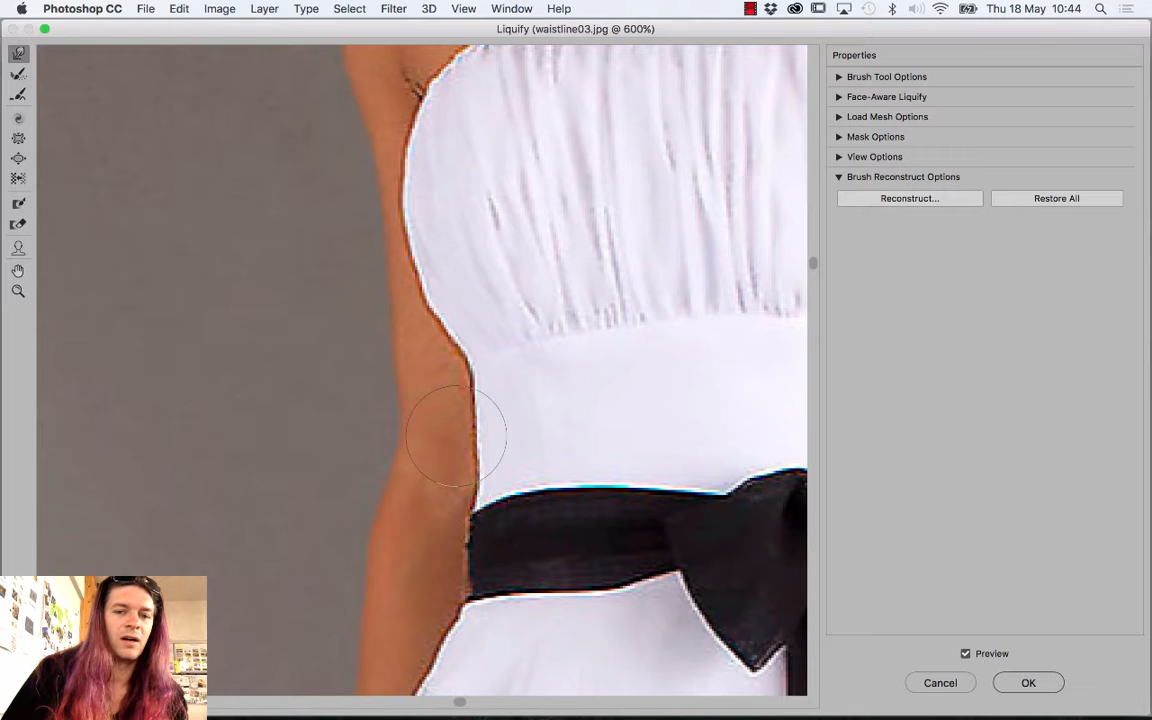 Photoshop CC File Edit Image Layer Type Select Filter 3D View Window Help Thu 18 May 10:44
Liquify (waistline03.jpg @ 600%)
Properties
Brush Tool Options
Face-Aware Liquify
Load Mesh Options
Mask Options
View Options
Brush Reconstruct Options
Reconstruct... Restore All
Preview
Cancel OK